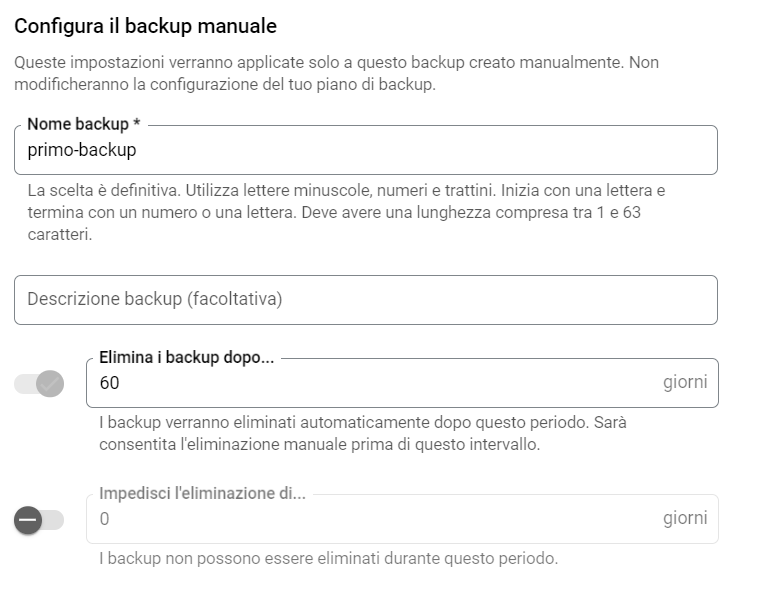 Configura il backup manuale
Queste impostazioni verranno applicate solo a questo backup creato manualmente. Non
modificheranno la configurazione del tuo piano di backup.
Nome backup *
primo-backup
La scelta è definitiva. Utilizza lettere minuscole, numeri e trattini. Inizia con una lettera e
termina con un numero o una lettera. Deve avere una lunghezza compresa tra 1 e 63
caratteri.
Descrizione backup (facoltativa)
Elimina i backup dopo...
60 giorni
I backup verranno eliminati automaticamente dopo questo periodo. Sarà
consentita l'eliminazione manuale prima di questo intervallo.
Impedisci l'eliminazione di...
0 giorni
I backup non possono essere eliminati durante questo periodo.